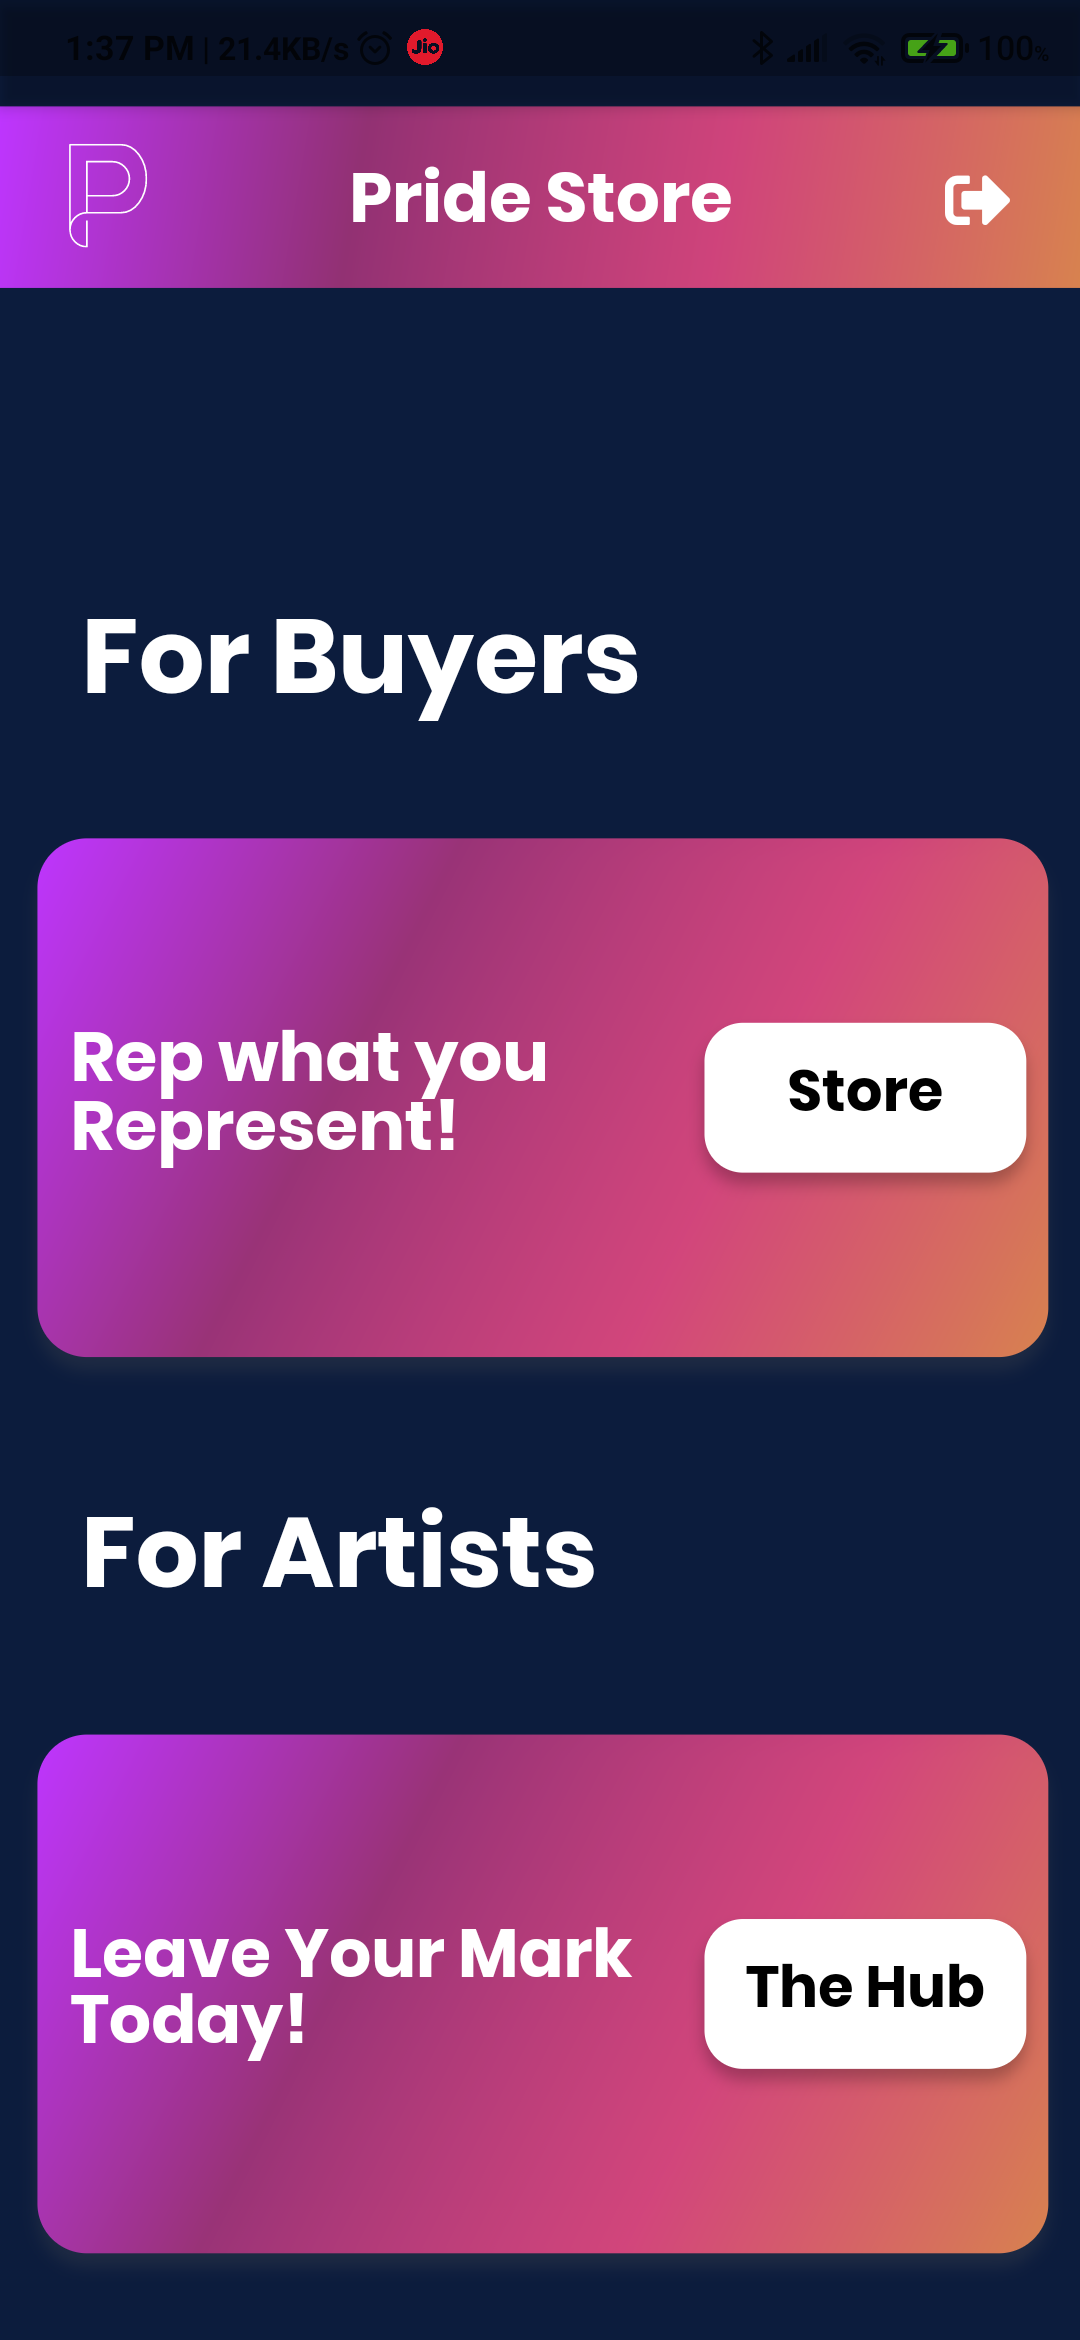 1:37 PM | 21.4KB/s Jio 100%
Pride Store
For Buyers
Rep what you
Represent!
Store
For Artists
Leave Your Mark
Today!
The Hub